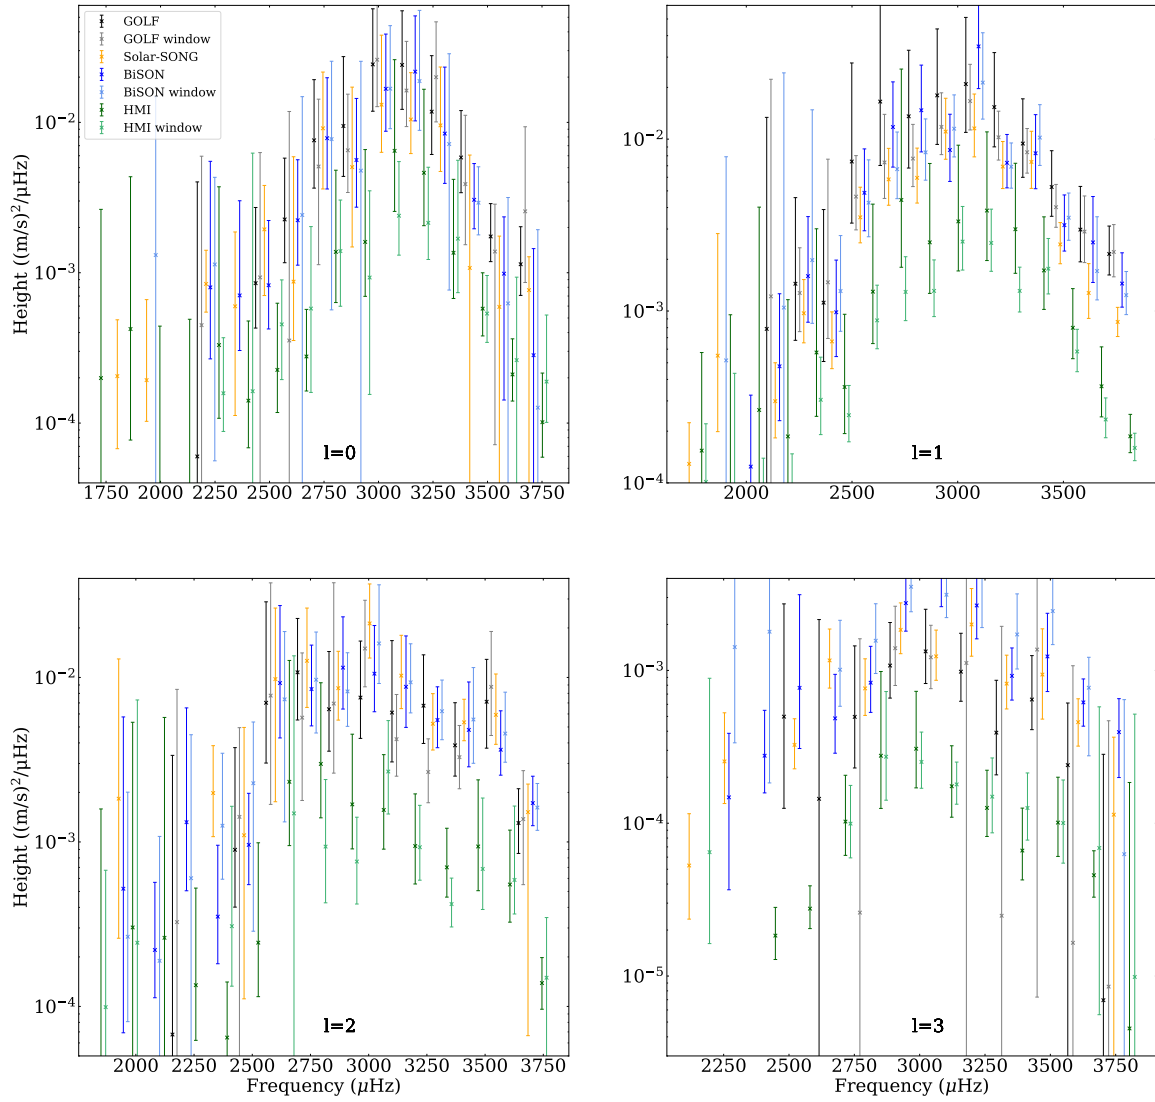 GOLF
GOLF window
Solar-SONG
BiSON
BiSON window
HMI
HMI window
Height ((m/s)²/μHz)
10⁻²
10⁻³
10⁻⁴
l=0
1750 2000 2250 2500 2750 3000 3250 3500 3750
10⁻²
10⁻³
10⁻⁴
l=1
2000 2500 3000 3500
Height ((m/s)²/μHz)
10⁻²
10⁻³
10⁻⁴
l=2
2000 2250 2500 2750 3000 3250 3500 3750
Frequency (μHz)
10⁻³
10⁻⁴
10⁻⁵
l=3
2250 2500 2750 3000 3250 3500 3750
Frequency (μHz)